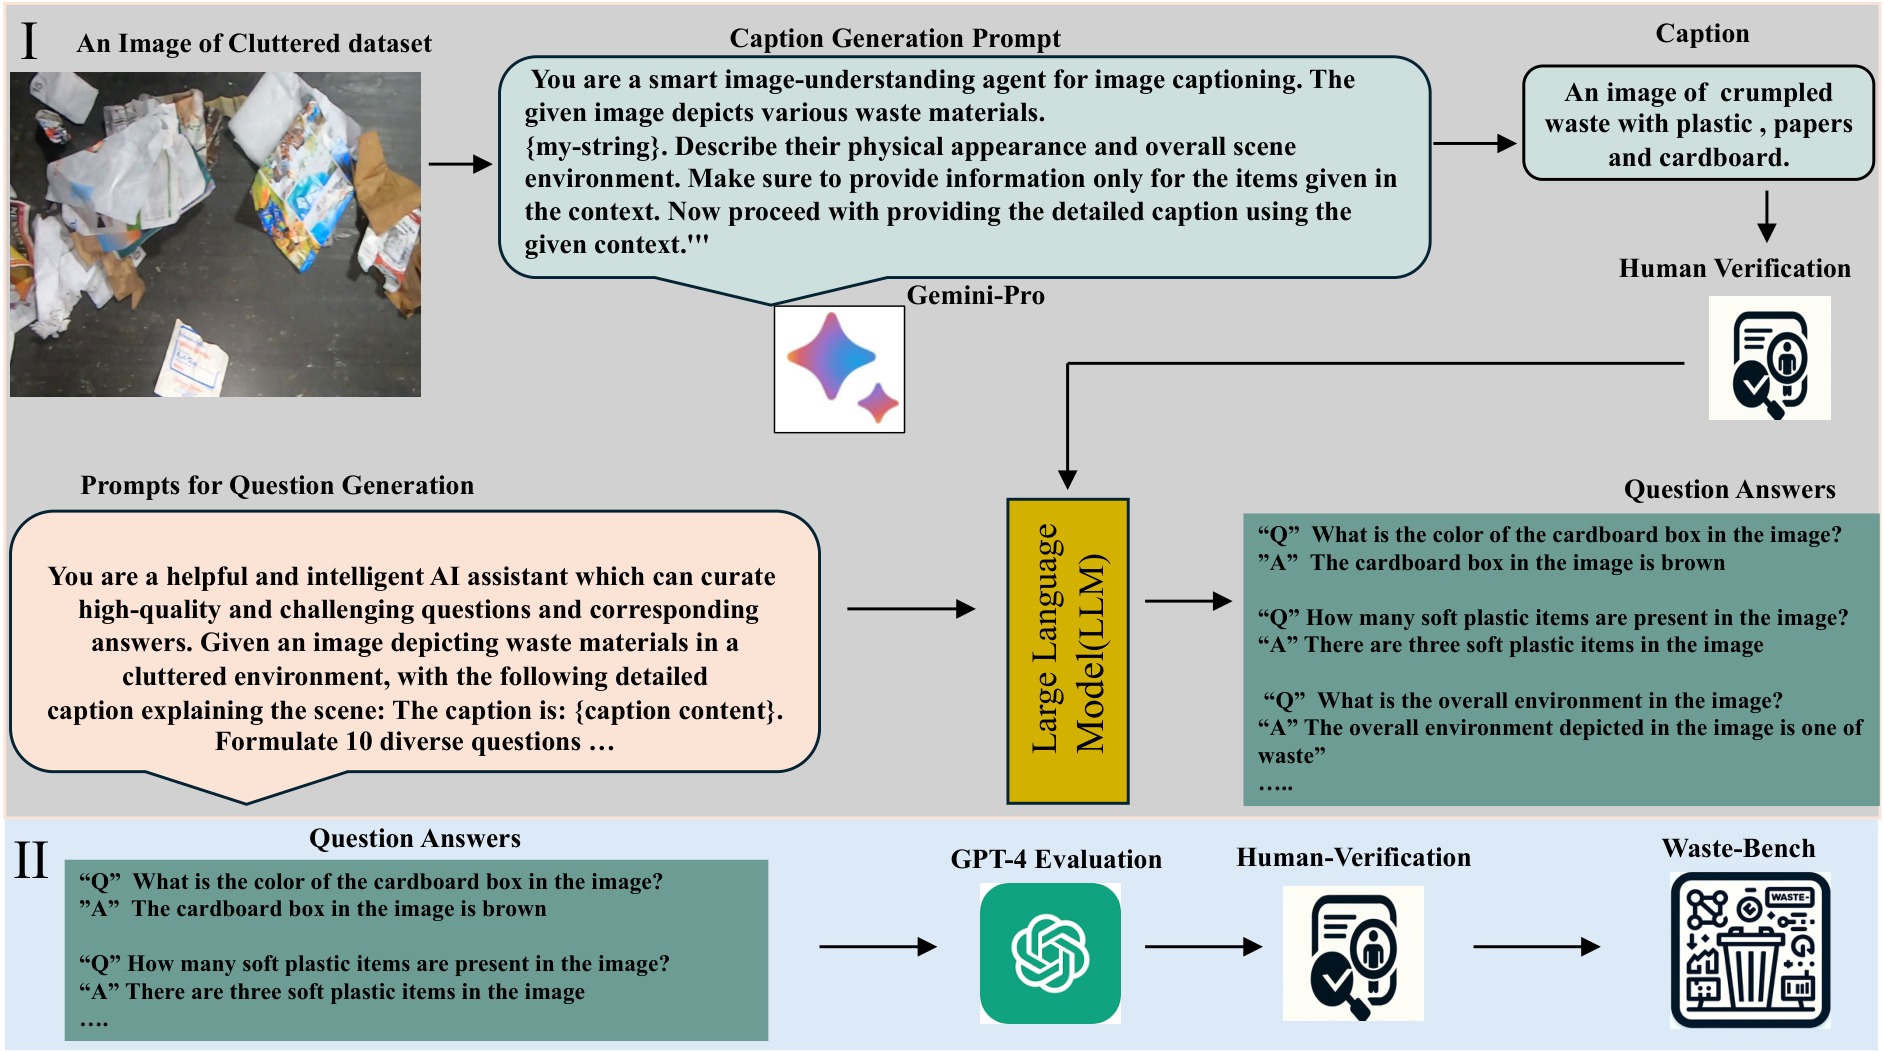 I
An Image of Cluttered dataset
Caption Generation Prompt
Caption
You are a smart image-understanding agent for image captioning. The
given image depicts various waste materials.
{my-string}. Describe their physical appearance and overall scene
environment. Make sure to provide information only for the items given in
the context. Now proceed with providing the detailed caption using the
given context.'"
An image of crumpled
waste with plastic , papers
and cardboard.
Human Verification
Gemini-Pro
Prompts for Question Generation
You are a helpful and intelligent AI assistant which can curate
high-quality and challenging questions and corresponding
answers. Given an image depicting waste materials in a
cluttered environment, with the following detailed
caption explaining the scene: The caption is: {caption content}.
Formulate 10 diverse questions …
Large Language
Model(LLM)
Question Answers
“Q” What is the color of the cardboard box in the image?
”A” The cardboard box in the image is brown
“Q” How many soft plastic items are present in the image?
“A” There are three soft plastic items in the image
“Q” What is the overall environment in the image?
“A” The overall environment depicted in the image is one of
waste”
…..
II
Question Answers
“Q” What is the color of the cardboard box in the image?
”A” The cardboard box in the image is brown
“Q” How many soft plastic items are present in the image?
“A” There are three soft plastic items in the image
….
GPT-4 Evaluation
Human-Verification
Waste-Bench
WASTE-